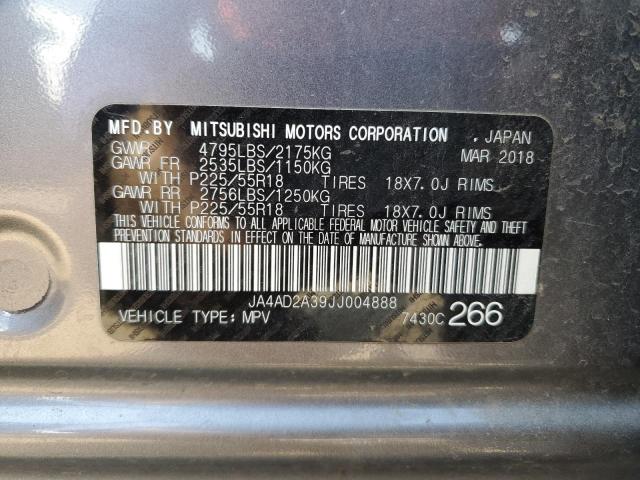 MFD.BY MITSUBISHI MOTORS CORPORATION , JAPAN
GVWR 4795LBS/2175KG MAR 2018
GAWR FR 2535LBS/1150KG
WITH P225/55R18 TIRES 18X7.0J RIMS
GAWR RR 2756LBS/1250KG
WITH P225/55R18 TIRES 18X7.0J RIMS
THIS VEHICLE CONFORMS TO ALL APPLICABLE FEDERAL MOTOR VEHICLE SAFETY AND THEFT
PREVENTION STANDARDS IN EFFECT ON THE DATE OF MANUFACTURE SHOWN ABOVE.
JA4AD2A39JJ004888
VEHICLE TYPE: MPV 7430C 266